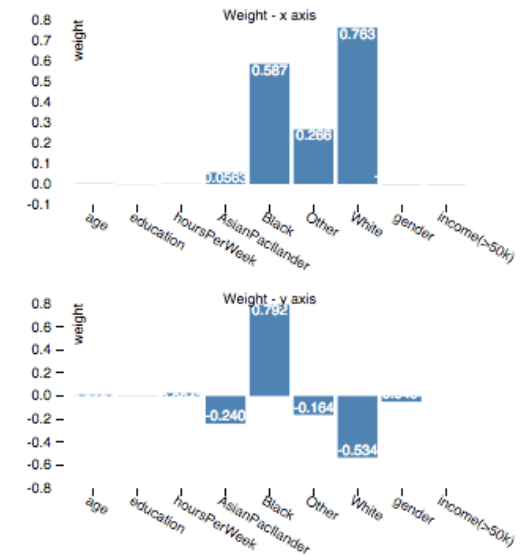 Weight - x axis
weight
0.8
0.7
0.6
0.5
0.4
0.3
0.2
0.1
0.0
-0.1
0.0563
0.587
0.266
0.763
age
education
hoursPerWeek
AsianPacIlander
Black
Other
White
gender
income(>50k)
Weight - y axis
weight
0.8
0.6
0.4
0.2
0.0
-0.2
-0.4
-0.6
-0.8
-0.240
0.792
-0.164
-0.534
age
education
hoursPerWeek
AsianPacIlander
Black
Other
White
gender
income(>50k)